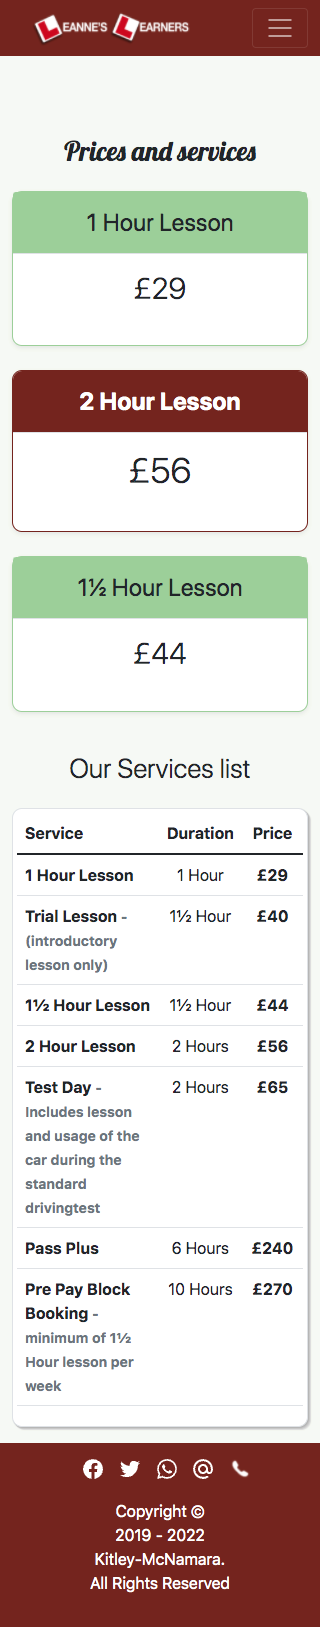 LEANNE'S LEARNERS
Prices and services
1 Hour Lesson
£29
2 Hour Lesson
£56
1½ Hour Lesson
£44
Our Services list
Service Duration Price
1 Hour Lesson 1 Hour £29
Trial Lesson - 1½ Hour £40
(introductory
lesson only)
1½ Hour Lesson 1½ Hour £44
2 Hour Lesson 2 Hours £56
Test Day - 2 Hours £65
Includes lesson
and usage of the
car during the
standard
drivingtest
Pass Plus 6 Hours £240
Pre Pay Block 10 Hours £270
Booking -
minimum of 1½
Hour lesson per
week
Copyright ©
2019 - 2022
Kitley-McNamara.
All Rights Reserved